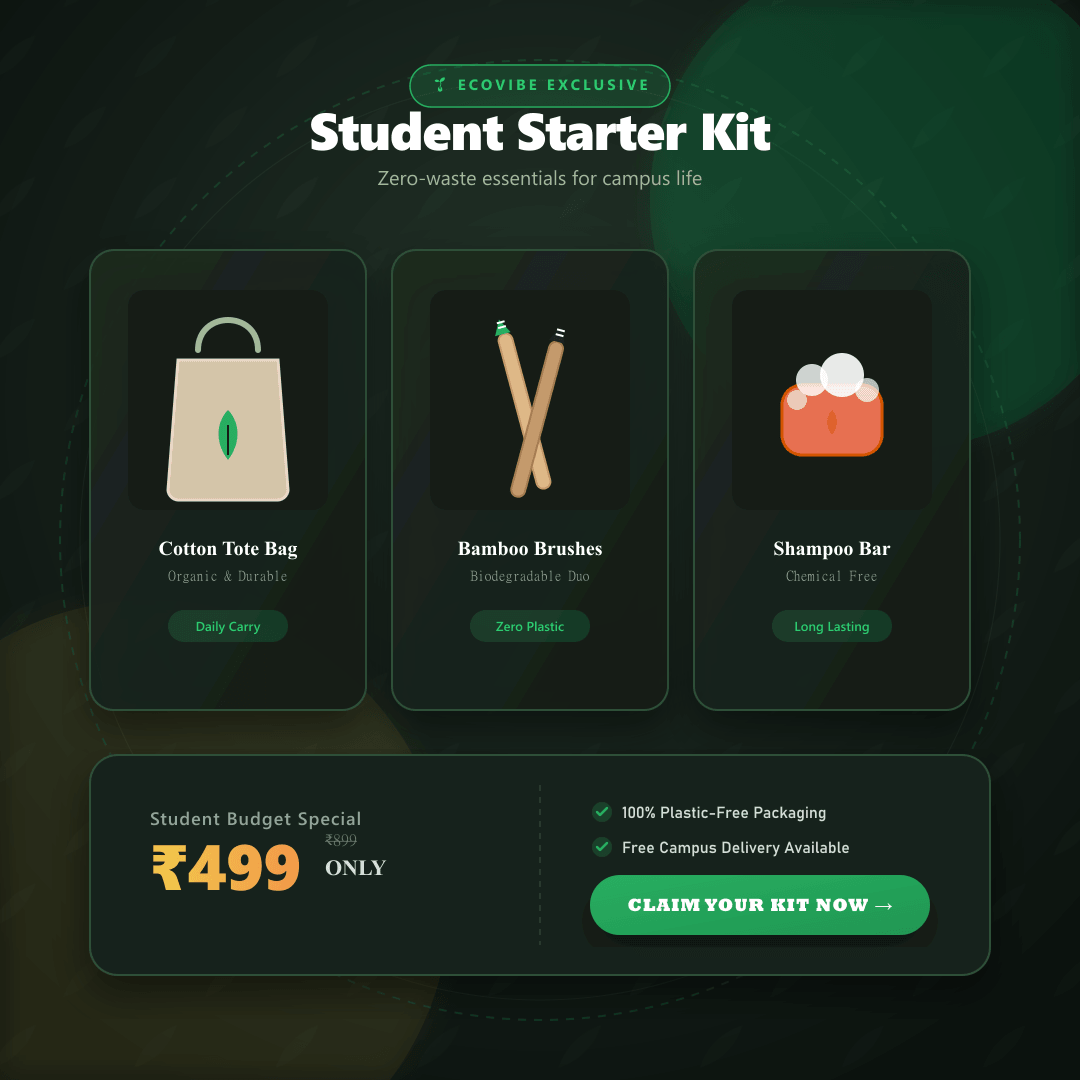 ECOVIBE EXCLUSIVE
Student Starter Kit
Zero-waste essentials for campus life
Cotton Tote Bag
Organic & Durable
Daily Carry
Bamboo Brushes
Biodegradable Duo
Zero Plastic
Shampoo Bar
Chemical Free
Long Lasting
Student Budget Special
₹899
₹499
ONLY
100% Plastic-Free Packaging
Free Campus Delivery Available
CLAIM YOUR KIT NOW →